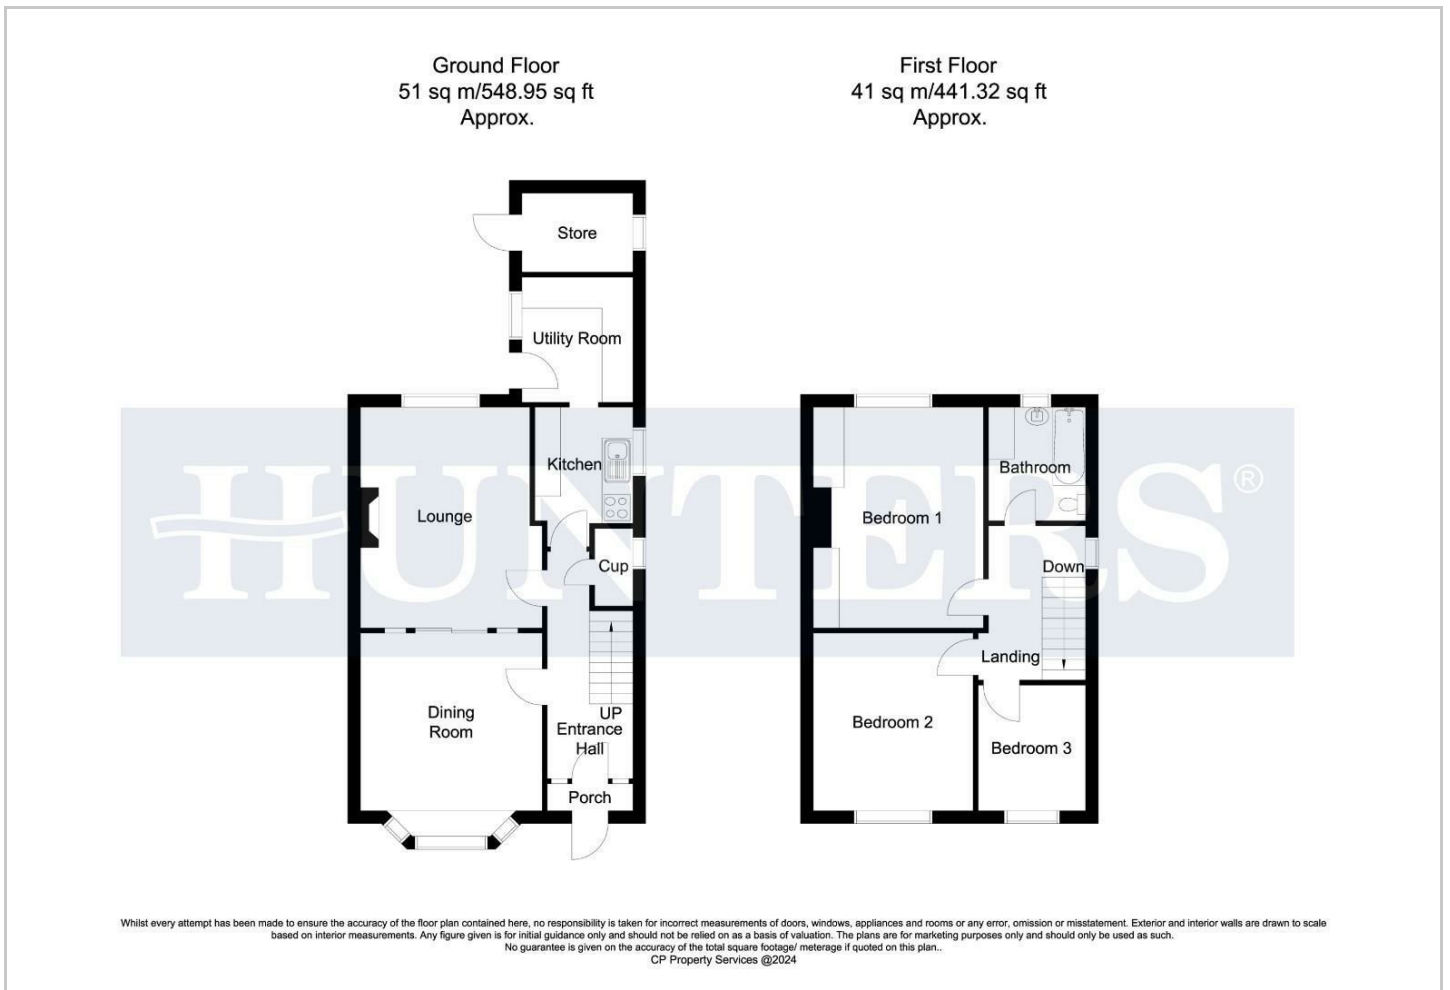 Ground Floor
51 sq m/548.95 sq ft
Approx.
First Floor
41 sq m/441.32 sq ft
Approx.
Store
Utility Room
Kitchen
Lounge
Cup
Dining
Room
UP
Entrance
Hall
Porch
Bathroom
Bedroom 1
Down
Landing
Bedroom 2
Bedroom 3
HUNTERS®
Whilst every attempt has been made to ensure the accuracy of the floor plan contained here, no responsibility is taken for incorrect measurements of doors, windows, appliances and rooms or any error, omission or misstatement. Exterior and interior walls are drawn to scale
based on interior measurements. Any figure given is for initial guidance only and should not be relied on as a basis of valuation. The plans are for marketing purposes only and should only be used as such.
No guarantee is given on the accuracy of the total square footage/ meterage if quoted on this plan..
CP Property Services @2024